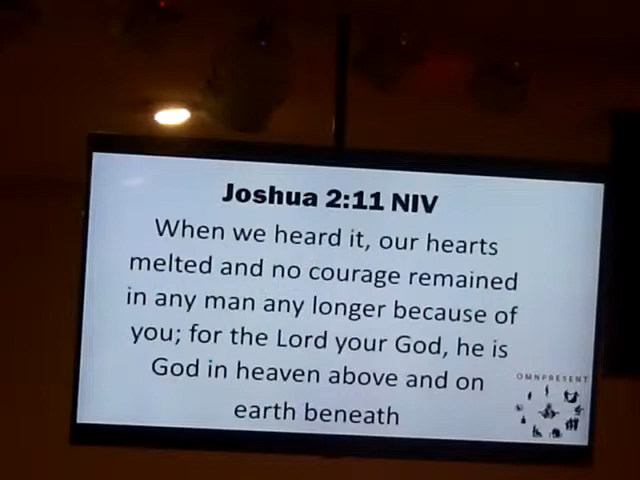 Joshua 2:11 NIV
When we heard it, our hearts
melted and no courage remained
in any man any longer because of
you; for the Lord your God, he is
God in heaven above and on
earth beneath
OMNPRESENT